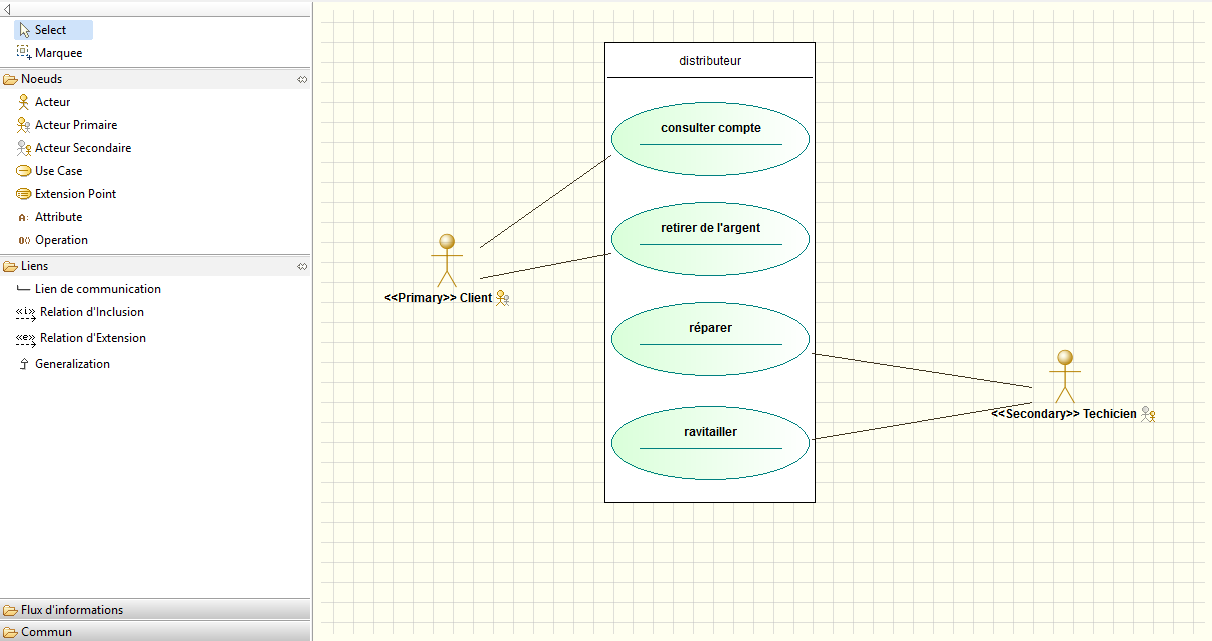 Select
Marquee
Noeuds
Acteur
Acteur Primaire
Acteur Secondaire
Use Case
Extension Point
Attribute
Operation
Liens
Lien de communication
«i» Relation d'Inclusion
«e» Relation d'Extension
Generalization
Flux d'informations
Commun
distributeur
consulter compte
retirer de l'argent
réparer
ravitailler
<<Primary>> Client
<<Secondary>> Techicien